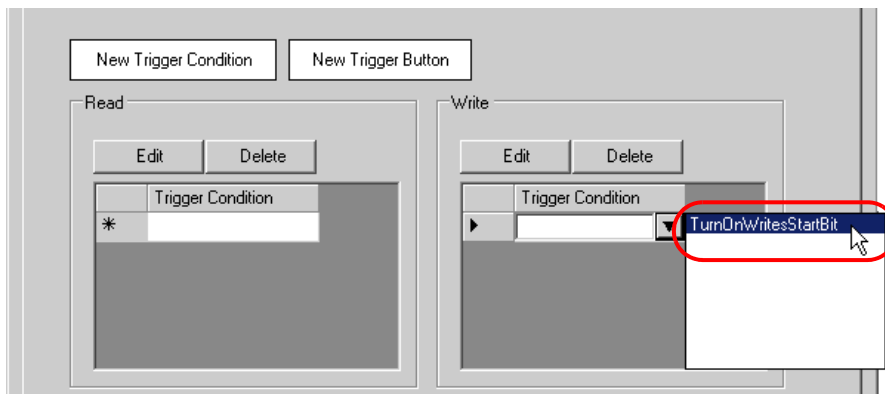 New Trigger Condition
New Trigger Button
Read
Edit
Delete
Trigger Condition
*
Write
Edit
Delete
Trigger Condition
TurnOnWritesStartBit